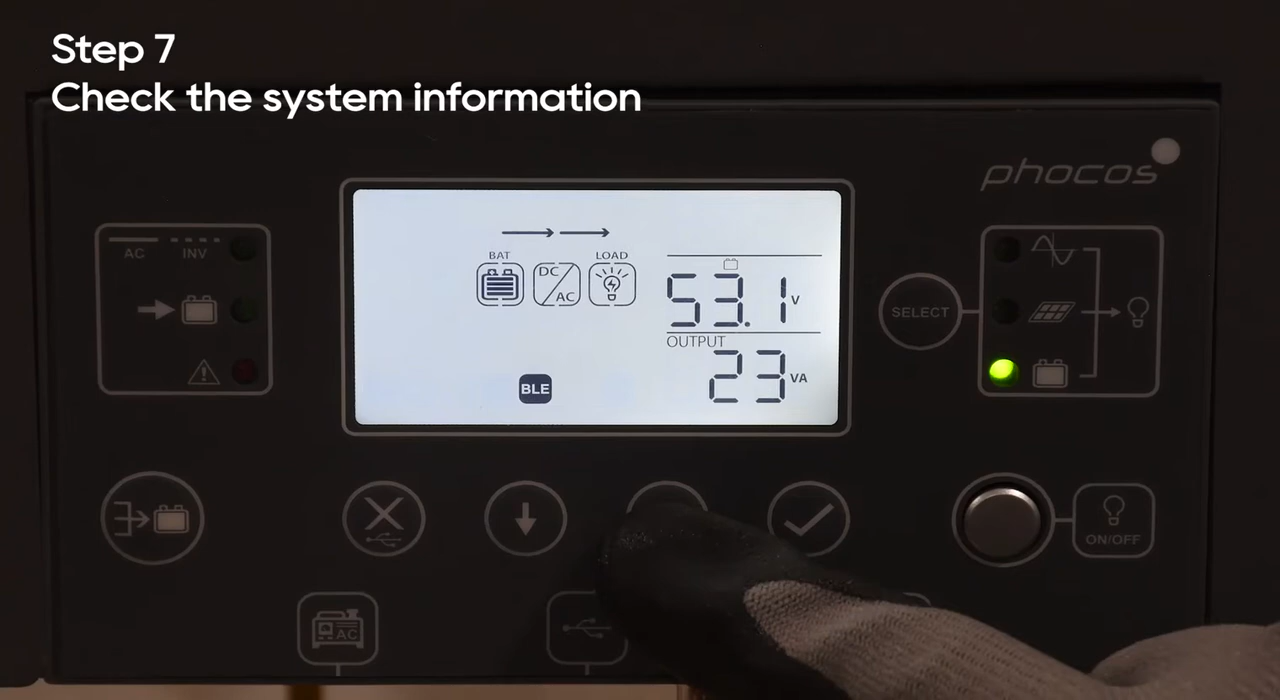 Step 7
Check the system information
phocos
AC INV
BAT
LOAD
DC
AC
53.1 V
SELECT
OUTPUT
23 VA
BLE
ON/OFF
AC